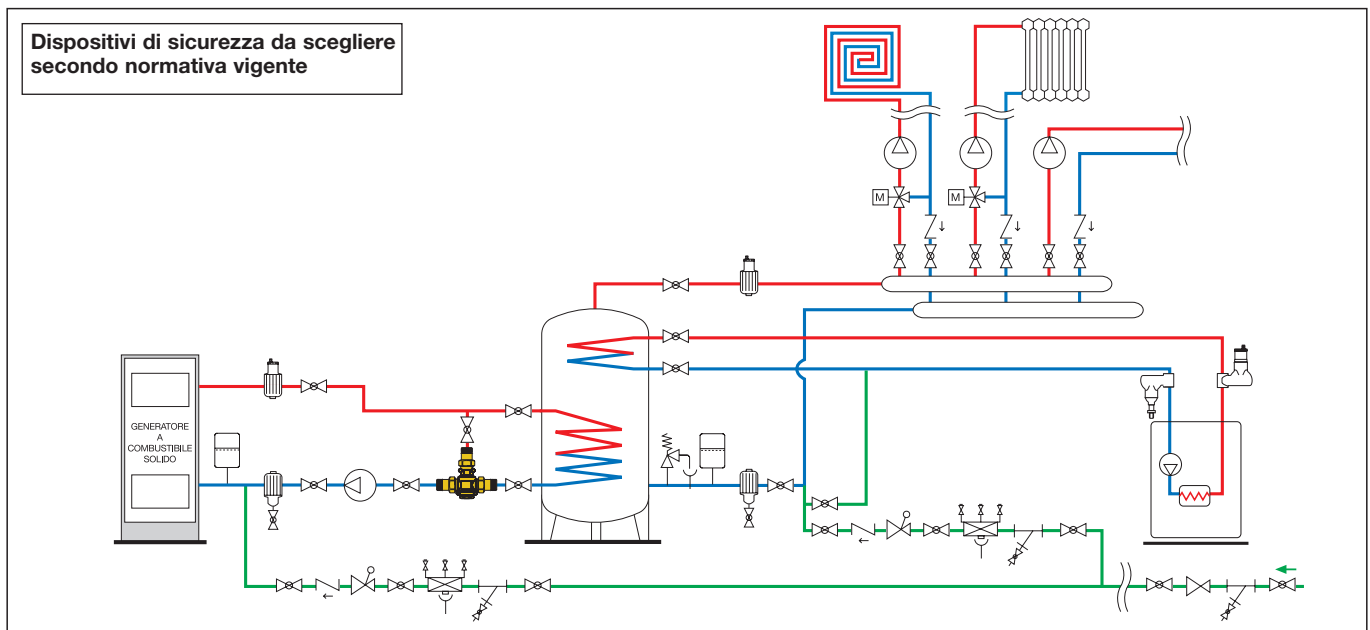 Dispositivi di sicurezza da scegliere
secondo normativa vigente
M
M
GENERATORE
A
COMBUSTIBILE
SOLIDO